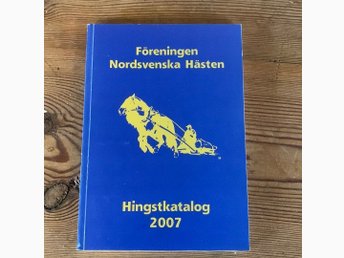 Föreningen
Nordsvenska Hästen
Hingstkatalog
2007